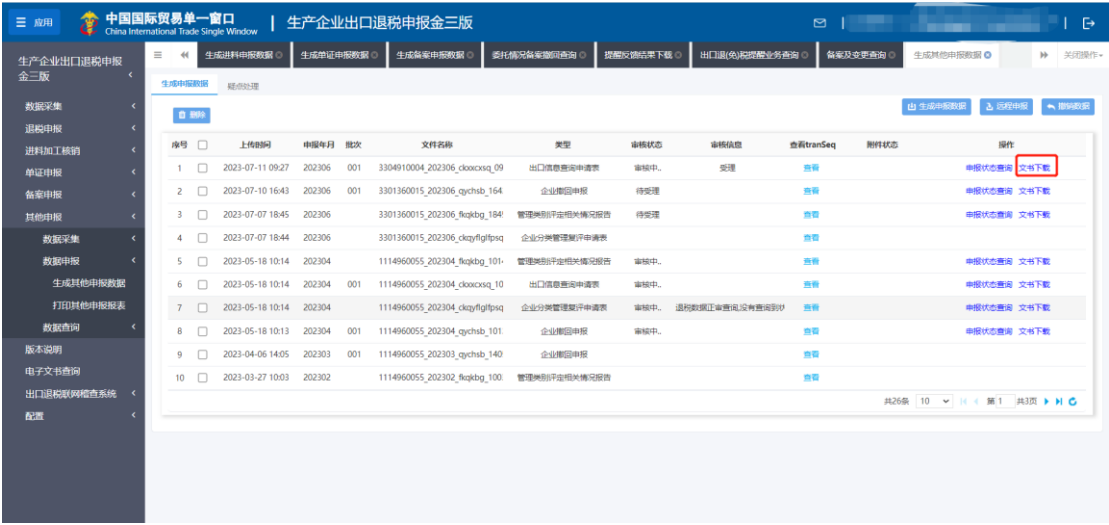 应用 中国国际贸易单一窗口 | 生产企业出口退税申报金三版
China International Trade Single Window
生产企业出口退税申报金三版
生成进料申报数据 生成单证申报数据 生成备案申报数据 委托情况备案撤回查询 提醒反馈结果下载 出口退(免)税提醒业务查询 备案及变更查询 生成其他申报数据 关闭操作
生成申报数据 疑点处理
删除 生成申报数据 远程申报 撤销数据
数据采集
退税申报
进料加工核销
单证申报
备案申报
其他申报
数据采集
数据申报
生成其他申报数据
打印其他申报报表
数据查询
版本说明
电子文书查询
出口退税联网稽查系统
配置
序号 上传时间 申报年月 批次 文件名称 类型 审核状态 审核信息 查看tranSeq 附件状态 操作
1 2023-07-11 09:27 202306 001 3304910004_202306_ckxxcxsq_09 出口信息查询申请表 审核中.. 受理 查看 申报状态查询 文书下载
2 2023-07-10 16:43 202306 001 3301360015_202306_qychsb_164 企业撤回申报 待受理 查看 申报状态查询 文书下载
3 2023-07-07 18:45 202306 3301360015_202306_fkqkbg_184 管理类别评定相关情况报告 待受理 查看 申报状态查询 文书下载
4 2023-07-07 18:44 202306 3301360015_202306_ckqyflglfpsq 企业分类管理复评申请表 查看
5 2023-05-18 10:14 202304 1114960055_202304_fkqkbg_101 管理类别评定相关情况报告 审核中.. 查看 申报状态查询 文书下载
6 2023-05-18 10:14 202304 001 1114960055_202304_ckxxcxsq_10 出口信息查询申请表 审核中.. 查看 申报状态查询 文书下载
7 2023-05-18 10:14 202304 1114960055_202304_ckqyflglfpsq 企业分类管理复评申请表 审核中.. 退税数据正审查阅,没有查询到 查看 申报状态查询 文书下载
8 2023-05-18 10:13 202304 001 1114960055_202304_qychsb_101 企业撤回申报 审核中.. 查看 申报状态查询 文书下载
9 2023-04-06 14:05 202303 001 1114960055_202303_qychsb_140 企业撤回申报 查看
10 2023-03-27 10:03 202302 1114960055_202302_fkqkbg_100 管理类别评定相关情况报告 查看
共26条 10 第 1 共3页